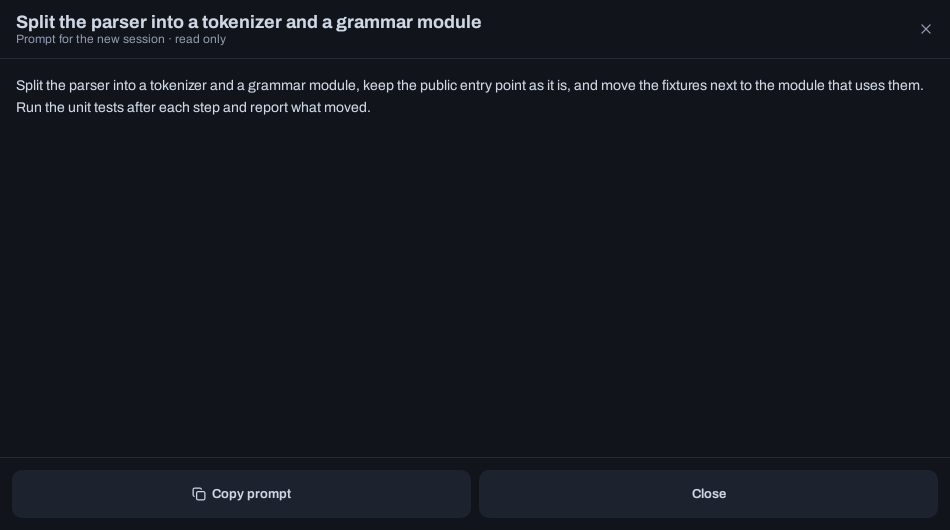 Split the parser into a tokenizer and a grammar module
Prompt for the new session · read only
Split the parser into a tokenizer and a grammar module, keep the public entry point as it is, and move the fixtures next to the module that uses them.
Run the unit tests after each step and report what moved.
Copy prompt
Close